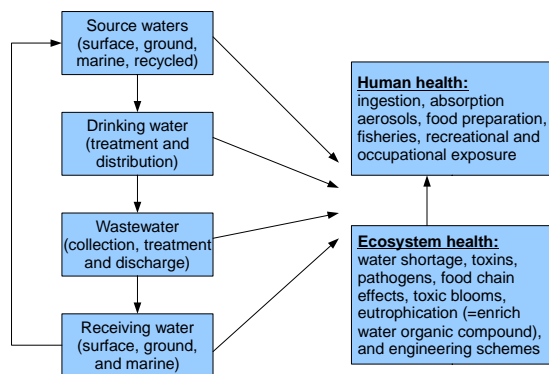 Source waters
(surface, ground,
marine, recycled)
Drinking water
(treatment and
distribution)
Wastewater
(collection, treatment
and discharge)
Receiving water
(surface, ground,
and marine)
Human health:
ingestion, absorption
aerosols, food preparation,
fisheries, recreational and
occupational exposure
Ecosystem health:
water shortage, toxins,
pathogens, food chain
effects, toxic blooms,
eutrophication (=enrich
water organic compound),
and engineering schemes